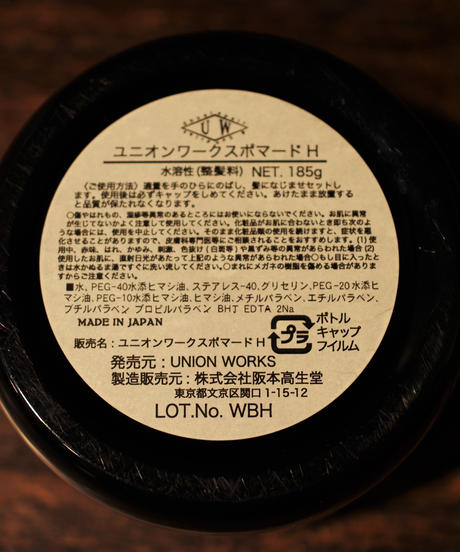 U W
ユニオンワークスポマード H
水溶性(整髪料) NET. 185g
〈ご使用方法〉適量を手のひらにのばし、髪になじませセットしま
す。使用後は必ずキャップをしめてください。あけたまま放置する
と品質が保たれなくなります。
○傷やはれもの、湿疹等異常のあるところにはお使いにならないでください。お肌に異常
が生じていないかよく注意して使用してください。化粧品がお肌に合わないときは即ち次の
ような場合には、使用を中止してください。そのまま化粧品類の使用を続けますと、症状を悪
化させることがありますので、皮膚科専門医等にご相談されることをおすすめします。(1)使用
中、赤味、はれ、かゆみ、刺激、色抜け(白斑等)や黒ずみ等の異常があらわれた場合(2)
使用したお肌に、直射日光があたって上記のような異常があらわれた場合○もし目に入ったと
きは水かぬるま湯ですぐに洗い流してください。○まれにメガネの樹脂を傷める場合がありま
すからご注意ください。
■水、PEG-40水添ヒマシ油、ステアレス-40、グリセリン、PEG-20水添ヒ
マシ油、PEG-10水添ヒマシ油、ヒマシ油、メチルパラベン、エチルパラベン、
ブチルパラベン プロピルパラベン BHT EDTA 2Na
MADE IN JAPAN
プラ
ボトル
キャップ
フイルム
販売名:ユニオンワークスポマード H
発売元:UNION WORKS
製造販売元:株式会社阪本高生堂
東京都文京区関口 1-15-12
LOT.No. WBH